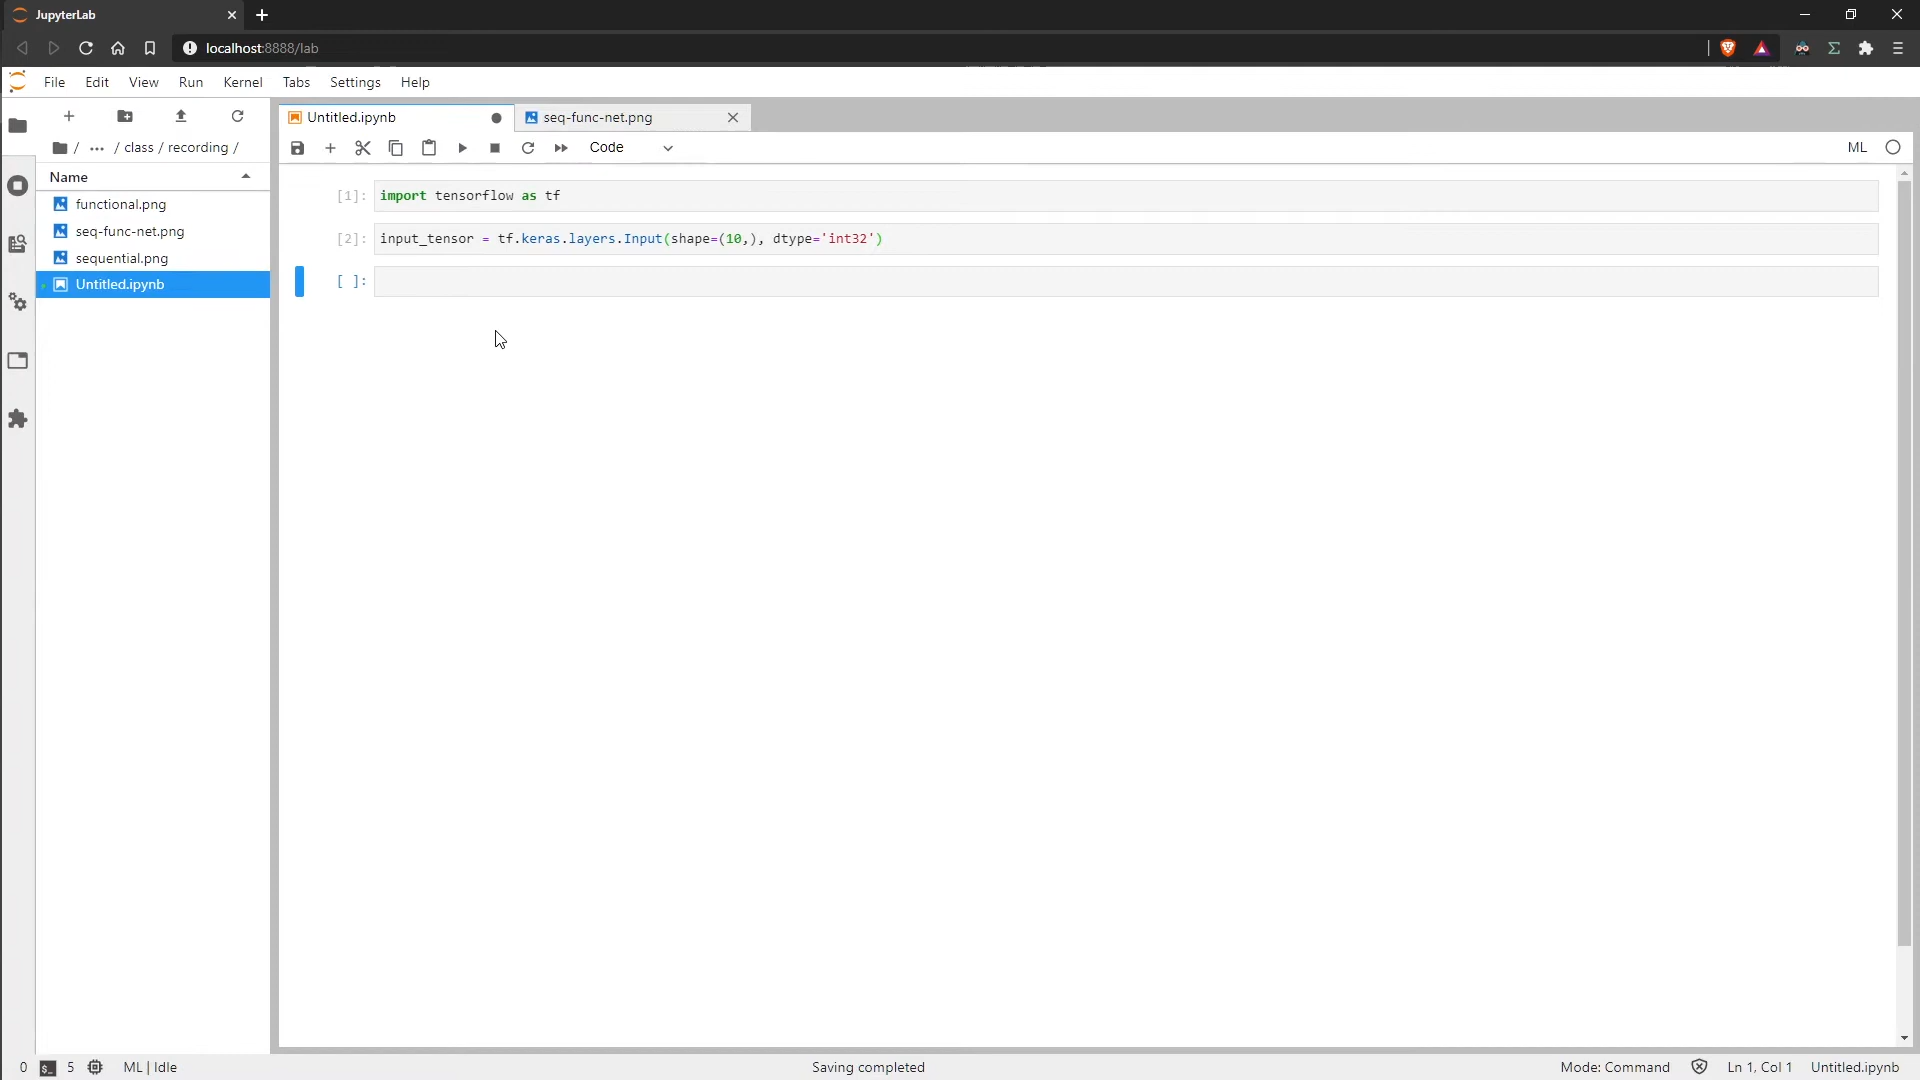 JupyterLab
localhost:8888/lab
File Edit View Run Kernel Tabs Settings Help
Untitled.ipynb
seq-func-net.png
/ ... / class / recording /
Code
ML
Name
functional.png
seq-func-net.png
sequential.png
Untitled.ipynb
[1]: import tensorflow as tf
[2]: input_tensor = tf.keras.layers.Input(shape=(10,), dtype='int32')
[ ]:
0 $_ 5 ML | Idle
Saving completed
Mode: Command Ln 1, Col 1 Untitled.ipynb